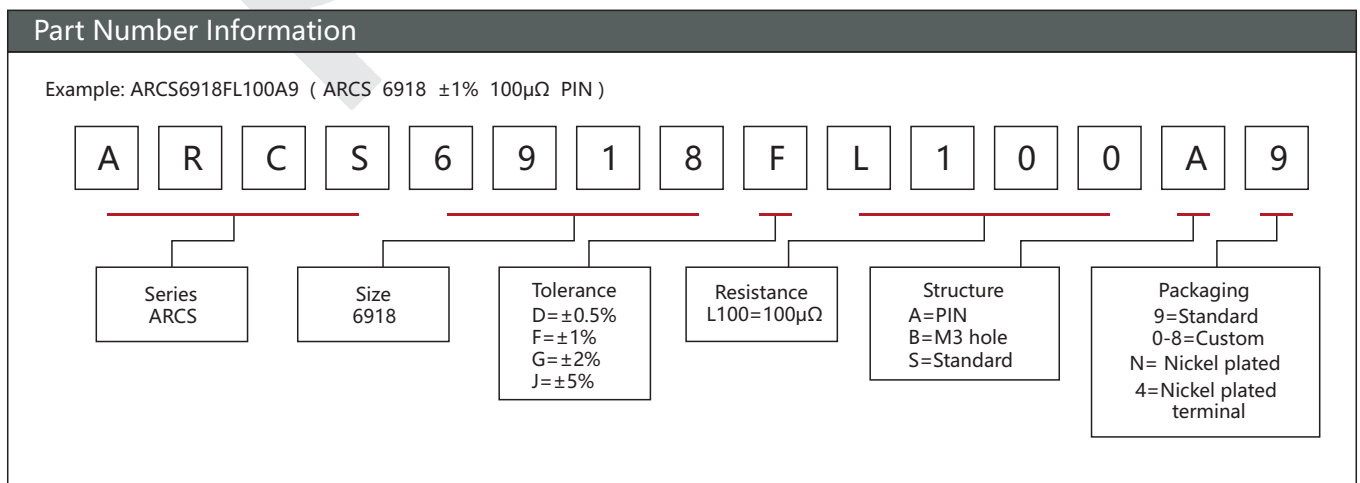 Part Number Information
Example: ARCS6918FL100A9 ( ARCS 6918 ±1% 100μΩ PIN )
A R C S 6 9 1 8 F L 1 0 0 A 9
Series
ARCS
Size
6918
Tolerance
D=±0.5%
F=±1%
G=±2%
J=±5%
Resistance
L100=100μΩ
Structure
A=PIN
B=M3 hole
S=Standard
Packaging
9=Standard
0-8=Custom
N= Nickel plated
4=Nickel plated
terminal